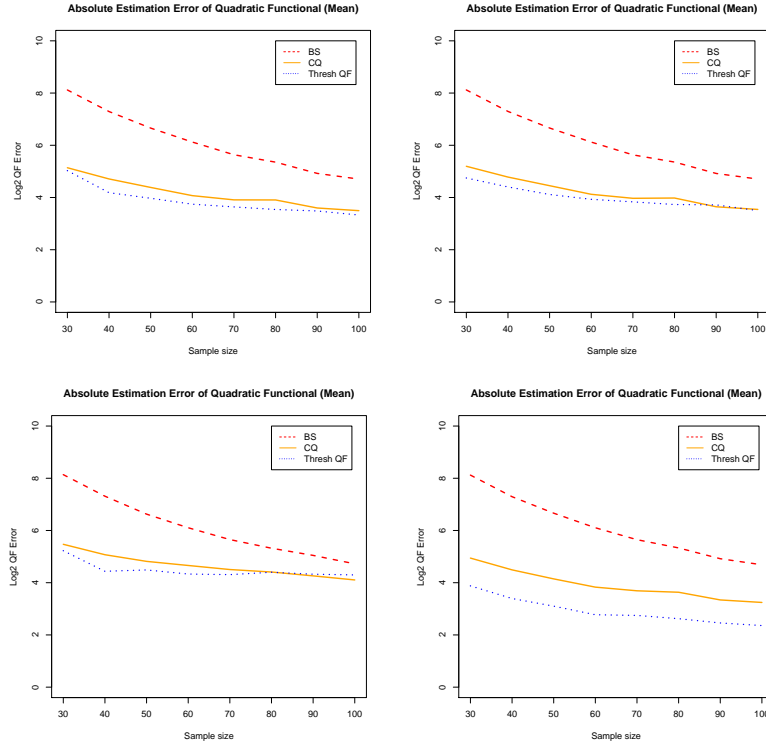 Absolute Estimation Error of Quadratic Functional (Mean)
Log2 QF Error
0
2
4
6
8
10
BS
CQ
Thresh QF
30 40 50 60 70 80 90 100
Sample size
Absolute Estimation Error of Quadratic Functional (Mean)
Log2 QF Error
0
2
4
6
8
10
BS
CQ
Thresh QF
30 40 50 60 70 80 90 100
Sample size
Absolute Estimation Error of Quadratic Functional (Mean)
Log2 QF Error
0
2
4
6
8
10
BS
CQ
Thresh QF
30 40 50 60 70 80 90 100
Sample size
Absolute Estimation Error of Quadratic Functional (Mean)
Log2 QF Error
0
2
4
6
8
10
BS
CQ
Thresh QF
30 40 50 60 70 80 90 100
Sample size